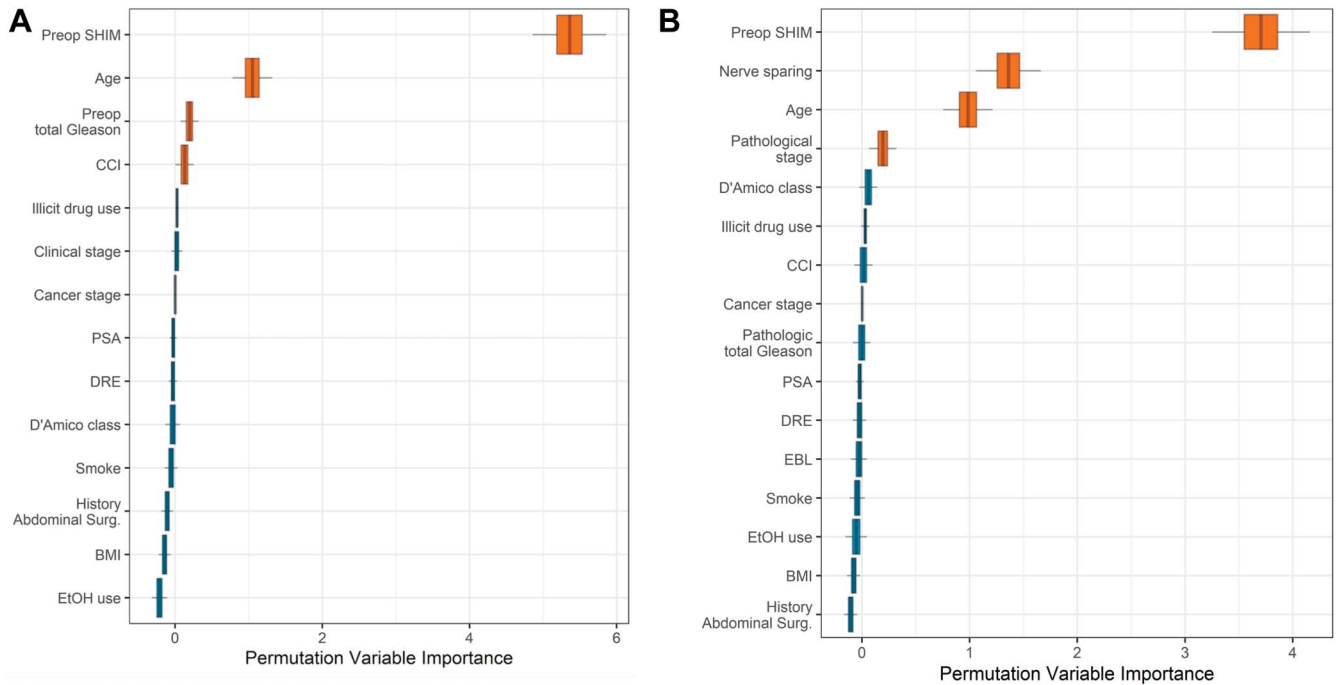 A
Preop SHIM
Age
Preop
total Gleason
CCI
Illicit drug use
Clinical stage
Cancer stage
PSA
DRE
D'Amico class
Smoke
History
Abdominal Surg.
BMI
EtOH use
0 2 4 6
Permutation Variable Importance
B
Preop SHIM
Nerve sparing
Age
Pathological
stage
D'Amico class
Illicit drug use
CCI
Cancer stage
Pathologic
total Gleason
PSA
DRE
EBL
Smoke
EtOH use
BMI
History
Abdominal Surg.
0 1 2 3 4
Permutation Variable Importance